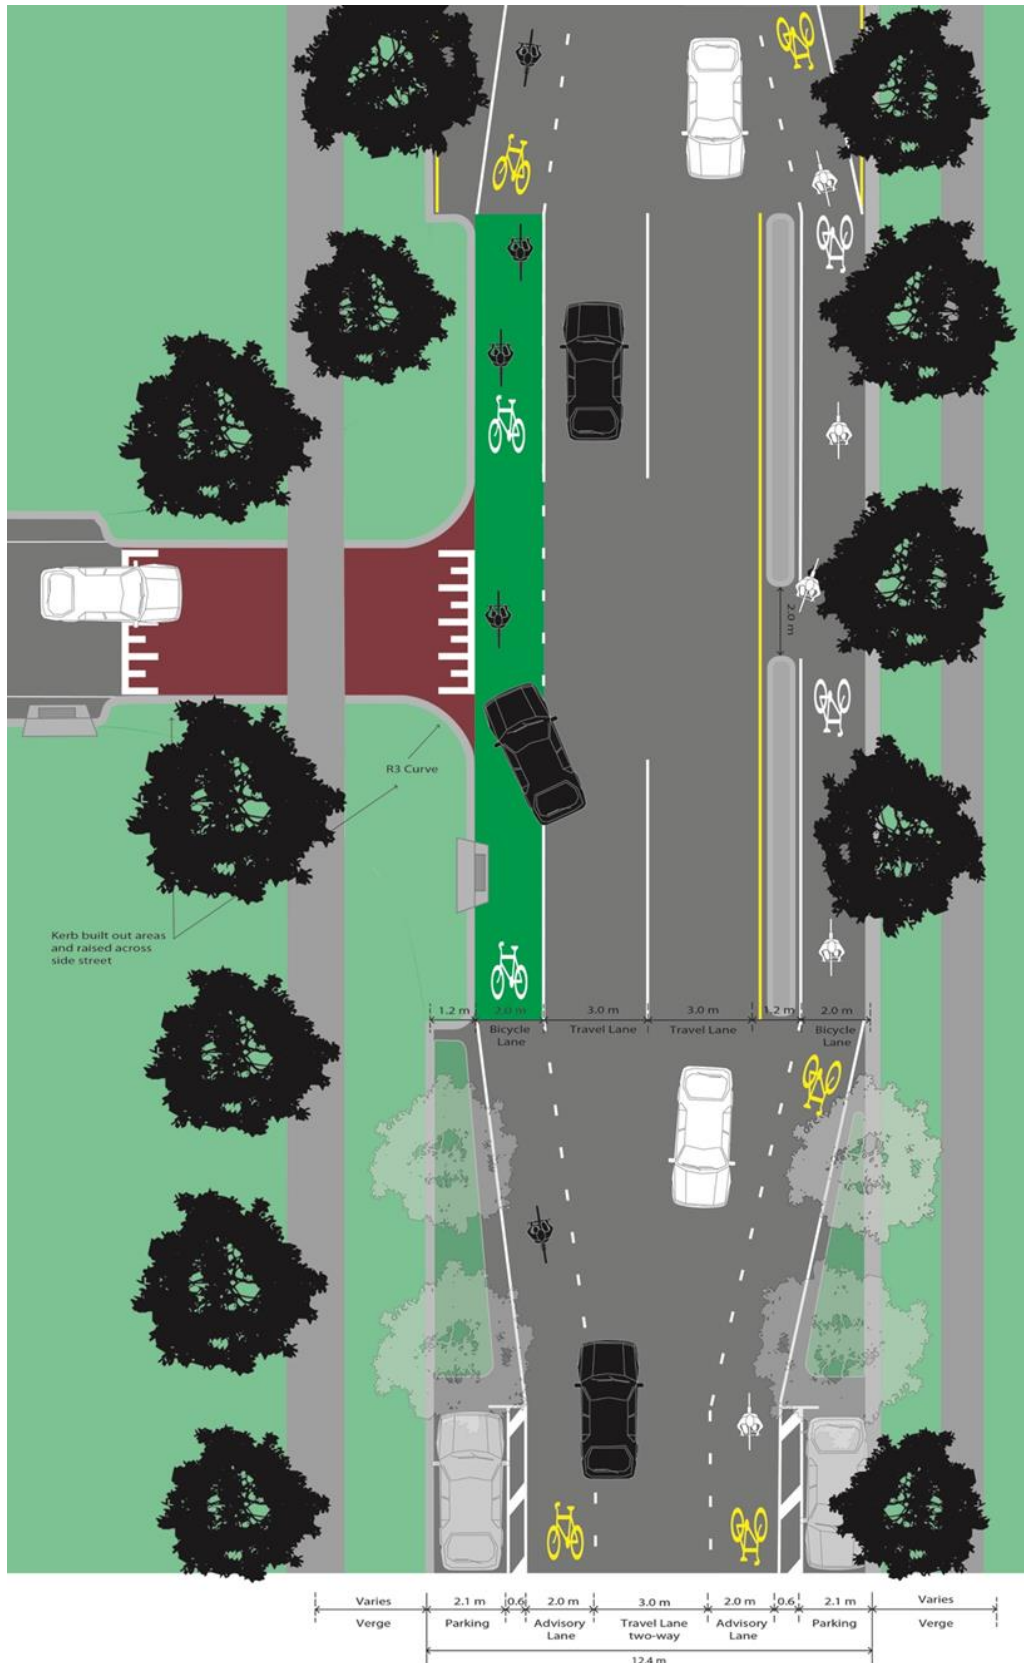 2.0 m
R3 Curve
Kerb built out areas
and raised across
side street
1.2 m 2.0 m 3.0 m 3.0 m 1.2 m 2.0 m
Bicycle Lane Travel Lane Travel Lane Bicycle Lane
Varies 2.1 m 0.6 2.0 m 3.0 m 2.0 m 0.6 2.1 m Varies
Verge Parking Advisory Lane Travel Lane two-way Advisory Lane Parking Verge
12.4 m